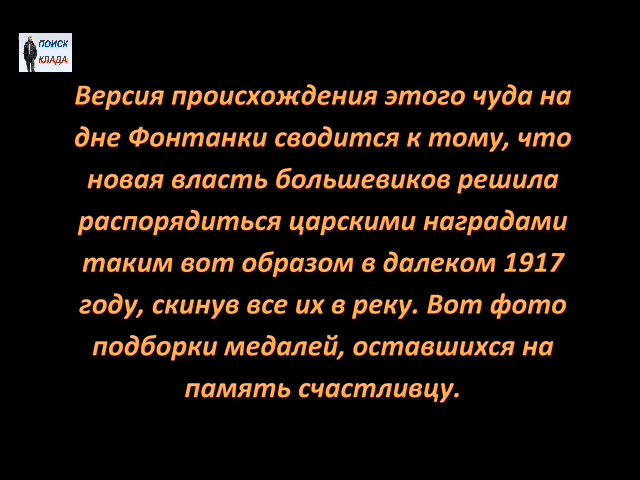 ПОИСК
КЛАДА
Версия происхождения этого чуда на
дне Фонтанки сводится к тому, что
новая власть большевиков решила
распорядиться царскими наградами
таким вот образом в далеком 1917
году, скинув все их в реку. Вот фото
подборки медалей, оставшихся на
память счастливцу.